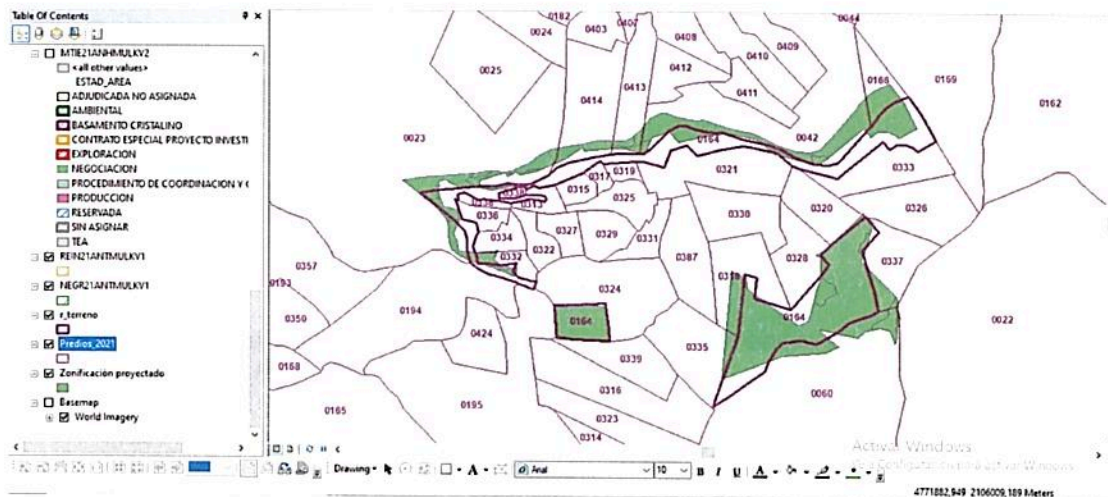 Table Of Contents
MTIE21ANHMULKV2
<all other values>
ESTAD_AREA
ADJUDICADA NO ASIGNADA
AMBIENTAL
BASAMENTO CRISTALINO
CONTRATO ESPECIAL PROYECTO INVESTI
EXPLORACION
NEGOCIACION
PROCEDIMIENTO DE COORDINACION Y
PRODUCCION
RESERVADA
SIN ASIGNAR
TEA
REIN21ANTMULKV1
NEGR21ANTMULKV1
r_terreno
Predios_2021
Zonificación proyectado
Basemap
World Imagery
0182
0403
0407
0024
0408
0409
0044
0025
0412
0410
0166
0169
0414
0413
0411
0162
0023
0164
0042
0333
0319
0321
0317
0315
0325
0313
0336
0330
0320
0326
0327
0329
0331
0334
0322
0387
0328
0337
0332
0357
0318
0324
0193
0194
0164
0164
0022
0350
0424
0335
0339
0168
0316
0060
0195
0165
0323
0314
Activar Windows
Drawing
Arial
10
B I U A
4771882,949 2106009,189 Meters